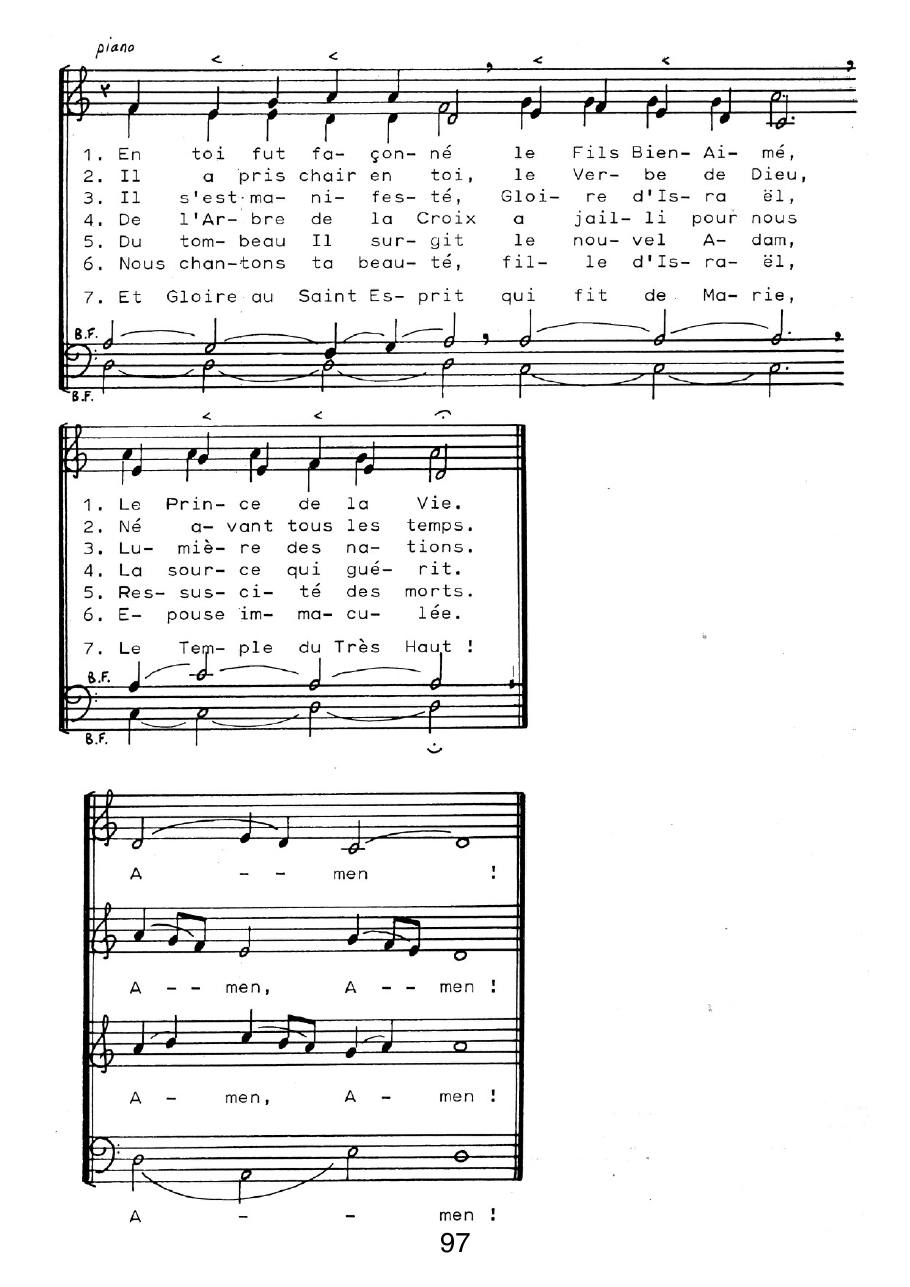 piano
1. En toi fut fa- çon- né le Fils Bien- Ai- mé,
2. Il a pris chair en toi, le Ver- be de Dieu,
3. Il s'est ma- ni- fes- té, Gloi- re d'Is- ra ël,
4. De l'Ar- bre de la Croix a jail- li pour nous
5. Du tom- beau Il sur- git le nou- vel A- dam,
6. Nous chan-tons ta beau- té, fil- le d'Is- ra- ël,
7. Et Gloire au Saint Es- prit qui fit de Ma- rie,
B.F.
B.F.
1. Le Prin- ce de la Vie.
2. Né a- vant tous les temps.
3. Lu- miè- re des na- tions.
4. La sour- ce qui gué- rit.
5. Res- sus- ci- té des morts.
6. E- pouse im- ma- cu- lée.
7. Le Tem- ple du Très Haut !
B.F.
B.F.
A - - men !
A - - men, A - - men !
A - men, A - men !
A - - men !
97